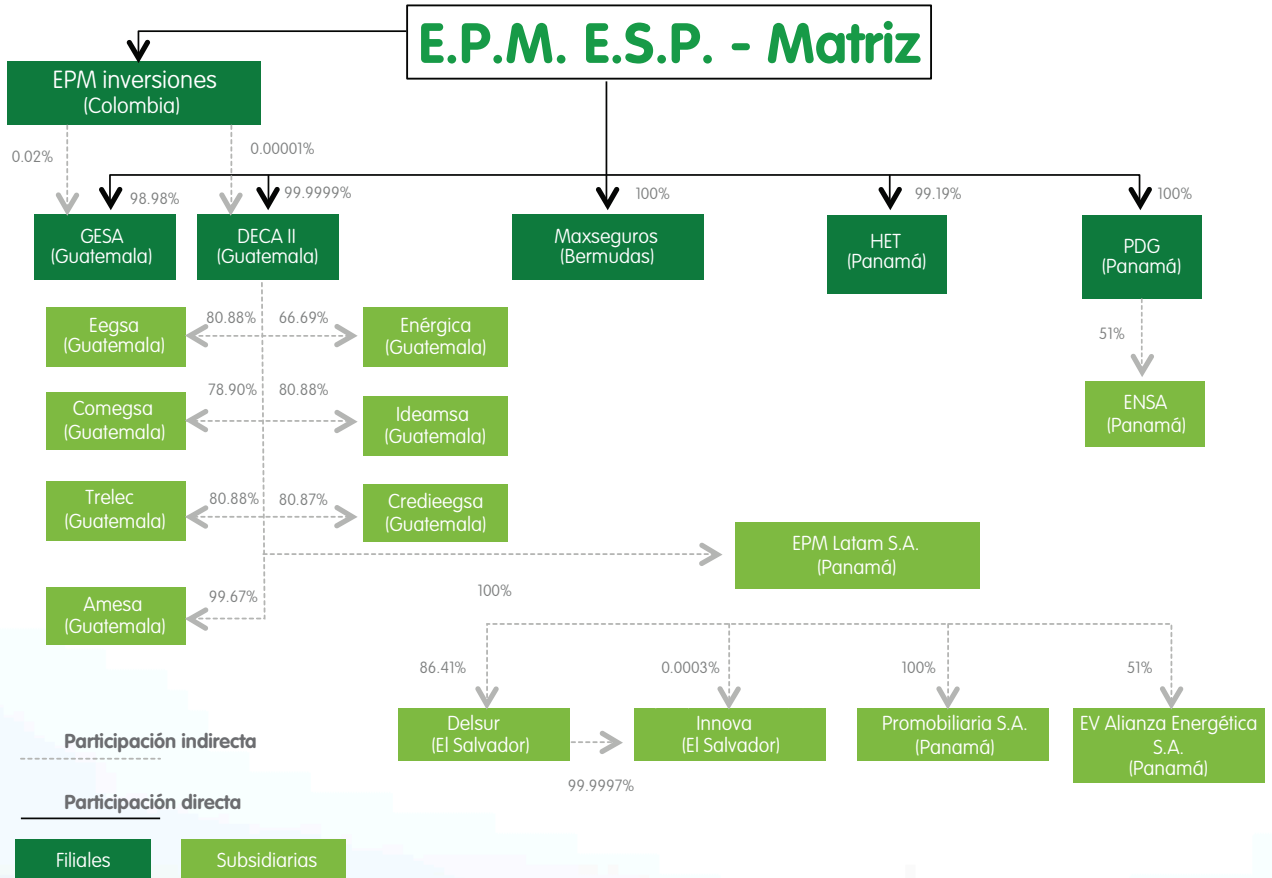 E.P.M. E.S.P. - Matriz
EPM inversiones
(Colombia)
0.02%
0.00001%
98.98%
99.9999%
100%
99.19%
100%
GESA
(Guatemala)
DECA II
(Guatemala)
Maxseguros
(Bermudas)
HET
(Panamá)
PDG
(Panamá)
Eegsa
(Guatemala)
80.88%
66.69%
Enérgica
(Guatemala)
51%
Comegsa
(Guatemala)
78.90%
80.88%
Ideamsa
(Guatemala)
ENSA
(Panamá)
Trelec
(Guatemala)
80.88%
80.87%
Credieegsa
(Guatemala)
EPM Latam S.A.
(Panamá)
Amesa
(Guatemala)
99.67%
100%
86.41%
0.0003%
100%
51%
Delsur
(El Salvador)
Innova
(El Salvador)
Promobiliaria S.A.
(Panamá)
EV Alianza Energética
S.A.
(Panamá)
99.9997%
Participación indirecta
Participación directa
Filiales
Subsidiarias